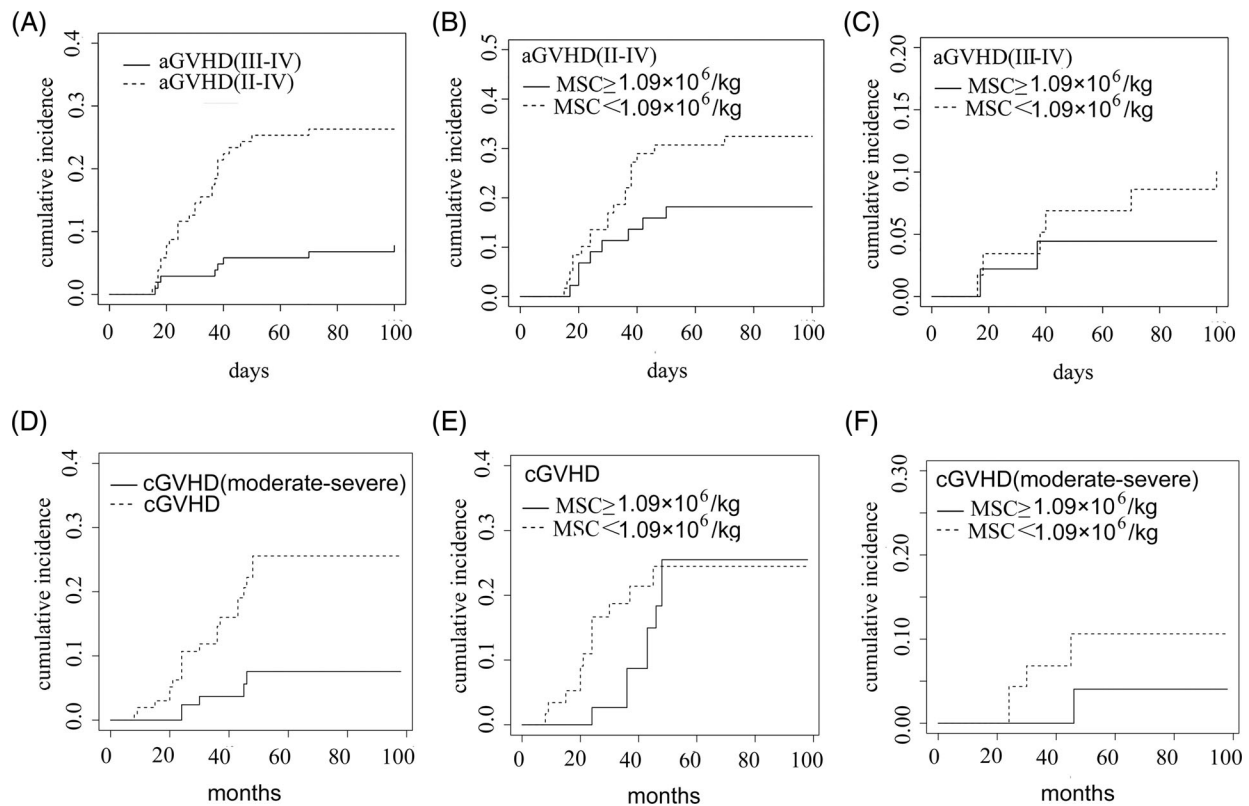 (A)
aGVHD(III-IV)
aGVHD(II-IV)
cumulative incidence
0.0 0.1 0.2 0.3 0.4
0 20 40 60 80 100
days
(B)
aGVHD(II-IV)
MSC≥1.09×10⁶/kg
MSC<1.09×10⁶/kg
cumulative incidence
0.0 0.1 0.2 0.3 0.4 0.5
0 20 40 60 80 100
days
(C)
aGVHD(III-IV)
MSC≥1.09×10⁶/kg
MSC<1.09×10⁶/kg
cumulative incidence
0.00 0.05 0.10 0.15 0.20
0 20 40 60 80 100
days
(D)
cGVHD(moderate-severe)
cGVHD
cumulative incidence
0.0 0.1 0.2 0.3 0.4
0 20 40 60 80 100
months
(E)
cGVHD
MSC≥1.09×10⁶/kg
MSC<1.09×10⁶/kg
cumulative incidence
0.0 0.1 0.2 0.3 0.4
0 20 40 60 80 100
months
(F)
cGVHD(moderate-severe)
MSC≥1.09×10⁶/kg
MSC<1.09×10⁶/kg
cumulative incidence
0.00 0.10 0.20 0.30
0 20 40 60 80 100
months